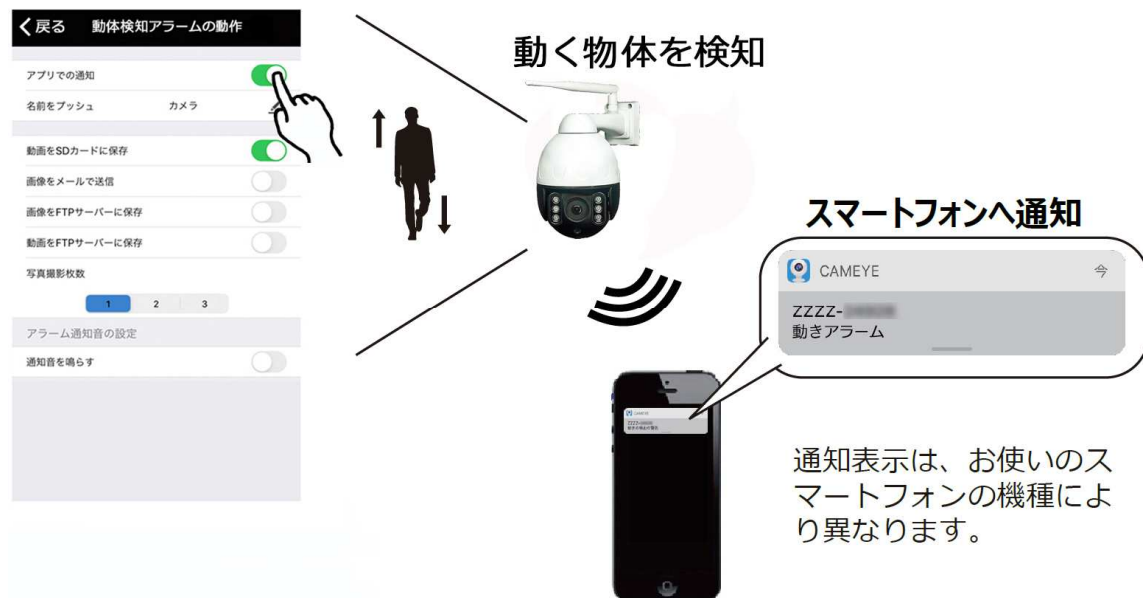 戻る 動体検知アラームの動作
アプリでの通知
名前をプッシュ カメラ
動画をSDカードに保存
画像をメールで送信
画像をFTPサーバーに保存
動画をFTPサーバーに保存
写真撮影枚数
1 2 3
アラーム通知音の設定
通知音を鳴らす
動く物体を検知
スマートフォンへ通知
CAMEYE 今
ZZZZ-
動きアラーム
CAMEYE
ZZZZ-
通知表示は、お使いのス
マートフォンの機種によ
り異なります。